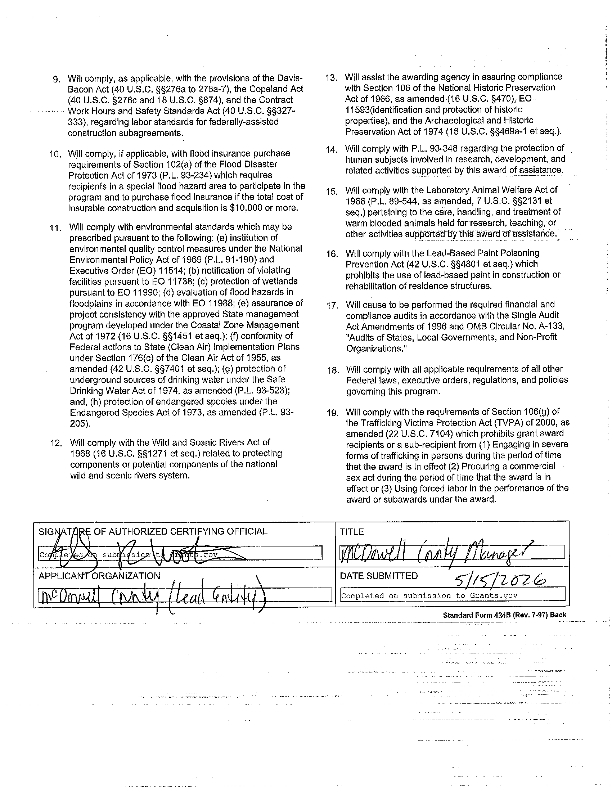 9. Will comply, as applicable, with the provisions of the Davis-
Bacon Act (40 U.S.C. §§276a to 276a-7), the Copeland Act
(40 U.S.C. §276c and 18 U.S.C. §874), and the Contract
Work Hours and Safety Standards Act (40 U.S.C. §§327-
333), regarding labor standards for federally-assisted
construction subagreements.
10. Will comply, if applicable, with flood insurance purchase
requirements of Section 102(a) of the Flood Disaster
Protection Act of 1973 (P.L. 93-234) which requires
recipients in a special flood hazard area to participate in the
program and to purchase flood insurance if the total cost of
insurable construction and acquisition is $10,000 or more.
11. Will comply with environmental standards which may be
prescribed pursuant to the following: (a) institution of
environmental quality control measures under the National
Environmental Policy Act of 1969 (P.L. 91-190) and
Executive Order (EO) 11514; (b) notification of violating
facilities pursuant to EO 11738; (c) protection of wetlands
pursuant to EO 11990; (d) evaluation of flood hazards in
floodplains in accordance with EO 11988; (e) assurance of
project consistency with the approved State management
program developed under the Coastal Zone Management
Act of 1972 (16 U.S.C. §§1451 et seq.); (f) conformity of
Federal actions to State (Clean Air) Implementation Plans
under Section 176(c) of the Clean Air Act of 1955, as
amended (42 U.S.C. §§7401 et seq.); (g) protection of
underground sources of drinking water under the Safe
Drinking Water Act of 1974, as amended (P.L. 93-523);
and, (h) protection of endangered species under the
Endangered Species Act of 1973, as amended (P.L. 93-
205).
12. Will comply with the Wild and Scenic Rivers Act of
1968 (16 U.S.C. §§1271 et seq.) related to protecting
components or potential components of the national
wild and scenic rivers system.
13. Will assist the awarding agency in assuring compliance
with Section 106 of the National Historic Preservation
Act of 1966, as amended (16 U.S.C. §470), EO
11593(identification and protection of historic
properties), and the Archaeological and Historic
Preservation Act of 1974 (16 U.S.C. §§469a-1 et seq.).
14. Will comply with P.L. 93-348 regarding the protection of
human subjects involved in research, development, and
related activities supported by this award of assistance.
15. Will comply with the Laboratory Animal Welfare Act of
1966 (P.L. 89-544, as amended, 7 U.S.C. §§2131 et
seq.) pertaining to the care, handling, and treatment of
warm blooded animals held for research, teaching, or
other activities supported by this award of assistance.
16. Will comply with the Lead-Based Paint Poisoning
Prevention Act (42 U.S.C. §§4801 et seq.) which
prohibits the use of lead-based paint in construction or
rehabilitation of residence structures.
17. Will cause to be performed the required financial and
compliance audits in accordance with the Single Audit
Act Amendments of 1996 and OMB Circular No. A-133,
"Audits of States, Local Governments, and Non-Profit
Organizations."
18. Will comply with all applicable requirements of all other
Federal laws, executive orders, regulations, and policies
governing this program.
19. Will comply with the requirements of Section 106(g) of
the Trafficking Victims Protection Act (TVPA) of 2000, as
amended (22 U.S.C. 7104) which prohibits grant award
recipients or a sub-recipient from (1) Engaging in severe
forms of trafficking in persons during the period of time
that the award is in effect (2) Procuring a commercial
sex act during the period of time that the award is in
effect or (3) Using forced labor in the performance of the
award or subawards under the award.
SIGNATURE OF AUTHORIZED CERTIFYING OFFICIAL
Completed on submission to Grants.gov
TITLE
McDowell County Manager
APPLICANT ORGANIZATION
McDowell County (Lead Entity)
DATE SUBMITTED
5/15/2026
Completed on submission to Grants.gov
Standard Form 424B (Rev. 7-97) Back